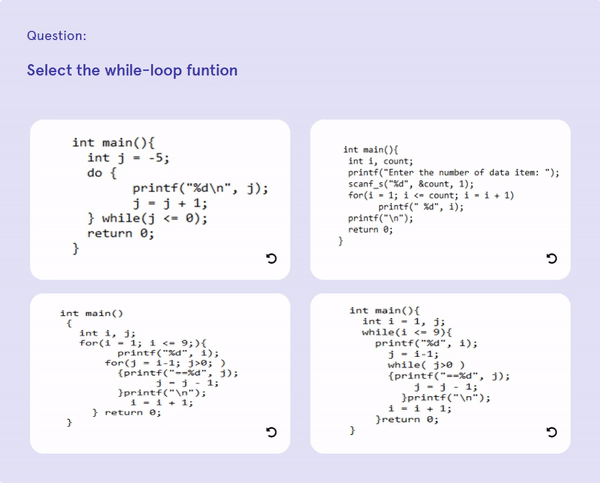 Question:
Select the while-loop funtion
int main(){
int j = -5;
do {
printf("%d\n", j);
j = j + 1;
} while(j <= 0);
return 0;
}
int main(){
int i, count;
printf("Enter the number of data item: ");
scanf_s("%d", &count, 1);
for(i = 1; i <= count; i = i + 1)
printf(" %d", i);
printf("\n");
return 0;
}
int main()
{
int i, j;
for(i = 1; i <= 9;){
printf("%d", i);
for(j = i-1; j>0; )
{printf("==%d", j);
j = j - 1;
}printf("\n");
i = i + 1;
} return 0;
}
int main(){
int i = 1, j;
while(i <= 9){
printf("%d", i);
j = i-1;
while( j>0 )
{printf("==%d", j);
j = j - 1;
}printf("\n");
i = i + 1;
}return 0;
}